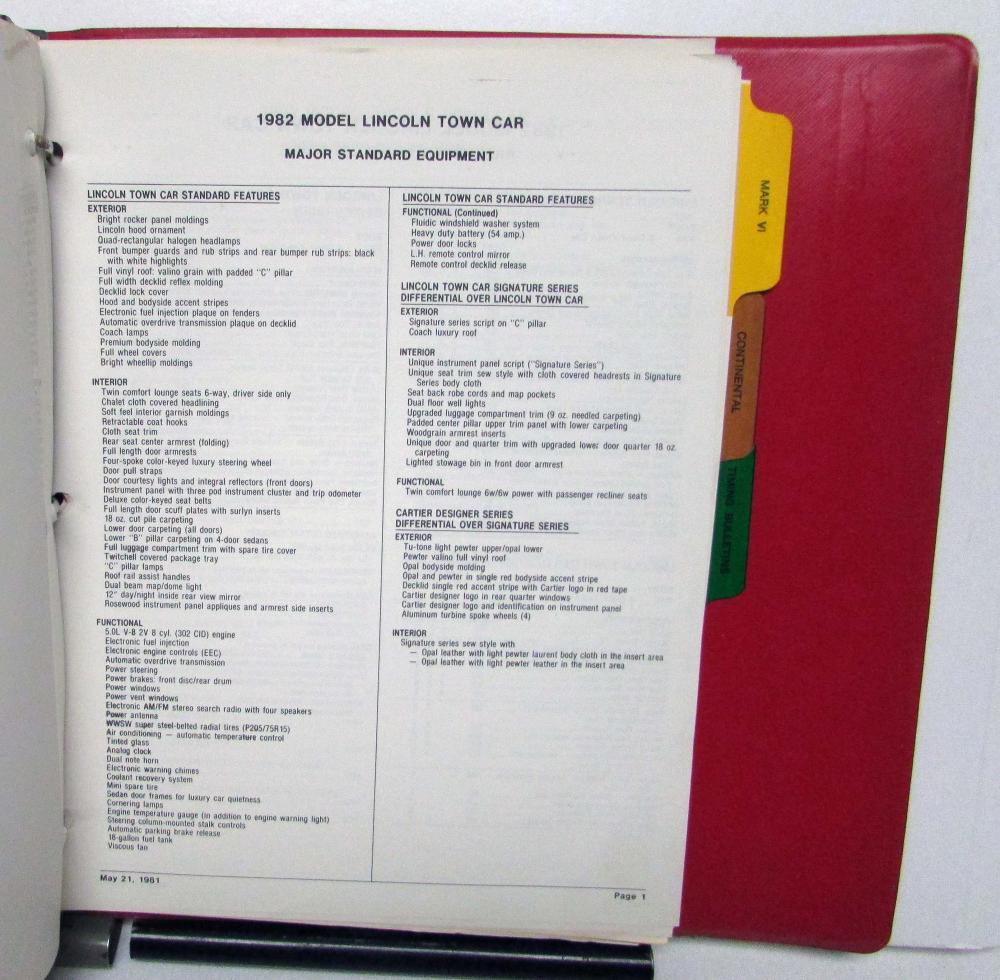 1982 MODEL LINCOLN TOWN CAR
MAJOR STANDARD EQUIPMENT
LINCOLN TOWN CAR STANDARD FEATURES
EXTERIOR
Bright rocker panel moldings
Lincoln hood ornament
Quad-rectangular halogen headlamps
Front bumper guards and rub strips and rear bumper rub strips: black
with white highlights
Full vinyl roof: valino grain with padded "C" pillar
Full width decklid reflex molding
Decklid lock cover
Hood and bodyside accent stripes
Electronic fuel injection plaque on fenders
Automatic overdrive transmission plaque on decklid
Coach lamps
Premium bodyside molding
Full wheel covers
Bright wheellip moldings
INTERIOR
Twin comfort lounge seats 6-way, driver side only
Chalet cloth covered headlining
Soft feel interior garnish moldings
Retractable coat hooks
Cloth seat trim
Rear seat center armrest (folding)
Full length door armrests
Four-spoke color-keyed luxury steering wheel
Door pull straps
Door courtesy lights and integral reflectors (front doors)
Instrument panel with three pod instrument cluster and trip odometer
Deluxe color-keyed seat belts
Full length door scuff plates with surlyn inserts
18 oz. cut pile carpeting
Lower door carpeting (all doors)
Lower "B" pillar carpeting on 4-door sedans
Full luggage compartment trim with spare tire cover
Twitchell covered package tray
"C" pillar lamps
Roof rail assist handles
Dual beam map/dome light
12" day/night inside rear view mirror
Rosewood instrument panel appliques and armrest side inserts
FUNCTIONAL
5.0L V-8 2V 8 cyl. (302 CID) engine
Electronic fuel injection
Electronic engine controls (EEC)
Automatic overdrive transmission
Power steering
Power brakes: front disc/rear drum
Power windows
Power vent windows
Electronic AM/FM stereo search radio with four speakers
Power antenna
WWSW super steel-belted radial tires (P205/75R15)
Air conditioning — automatic temperature control
Tinted glass
Analog clock
Dual note horn
Electronic warning chimes
Coolant recovery system
Mini spare tire
Sedan door frames for luxury car quietness
Cornering lamps
Engine temperature gauge (in addition to engine warning light)
Steering column-mounted stalk controls
Automatic parking brake release
18-gallon fuel tank
Viscous fan
May 21, 1981
LINCOLN TOWN CAR STANDARD FEATURES
FUNCTIONAL (Continued)
Fluidic windshield washer system
Heavy duty battery (54 amp.)
Power door locks
L.H. remote control mirror
Remote control decklid release
LINCOLN TOWN CAR SIGNATURE SERIES
DIFFERENTIAL OVER LINCOLN TOWN CAR
EXTERIOR
Signature series script on "C" pillar
Coach luxury roof
INTERIOR
Unique instrument panel script ("Signature Series")
Unique seat trim sew style with cloth covered headrests in Signature
Series body cloth
Seat back robe cords and map pockets
Dual floor well lights
Upgraded luggage compartment trim (9 oz. needled carpeting)
Padded center pillar upper trim panel with lower carpeting
Woodgrain armrest inserts
Unique door and quarter trim with upgraded lower door quarter 18 oz.
carpeting
Lighted stowage bin in front door armrest
FUNCTIONAL
Twin comfort lounge 6w/6w power with passenger recliner seats
CARTIER DESIGNER SERIES
DIFFERENTIAL OVER SIGNATURE SERIES
EXTERIOR
Tu-tone light pewter upper/opal lower
Pewter valino full vinyl roof
Opal bodyside molding
Opal and pewter in single red bodyside accent stripe
Decklid single red accent stripe with Cartier logo in red tape
Cartier designer logo in rear quarter windows
Cartier designer logo and identification on instrument panel
Aluminum turbine spoke wheels (4)
INTERIOR
Signature series sew style with
— Opal leather with light pewter laurent body cloth in the insert area
— Opal leather with light pewter leather in the insert area
Page 1
MARK VI
CONTINENTAL
TIMING BULLETINS